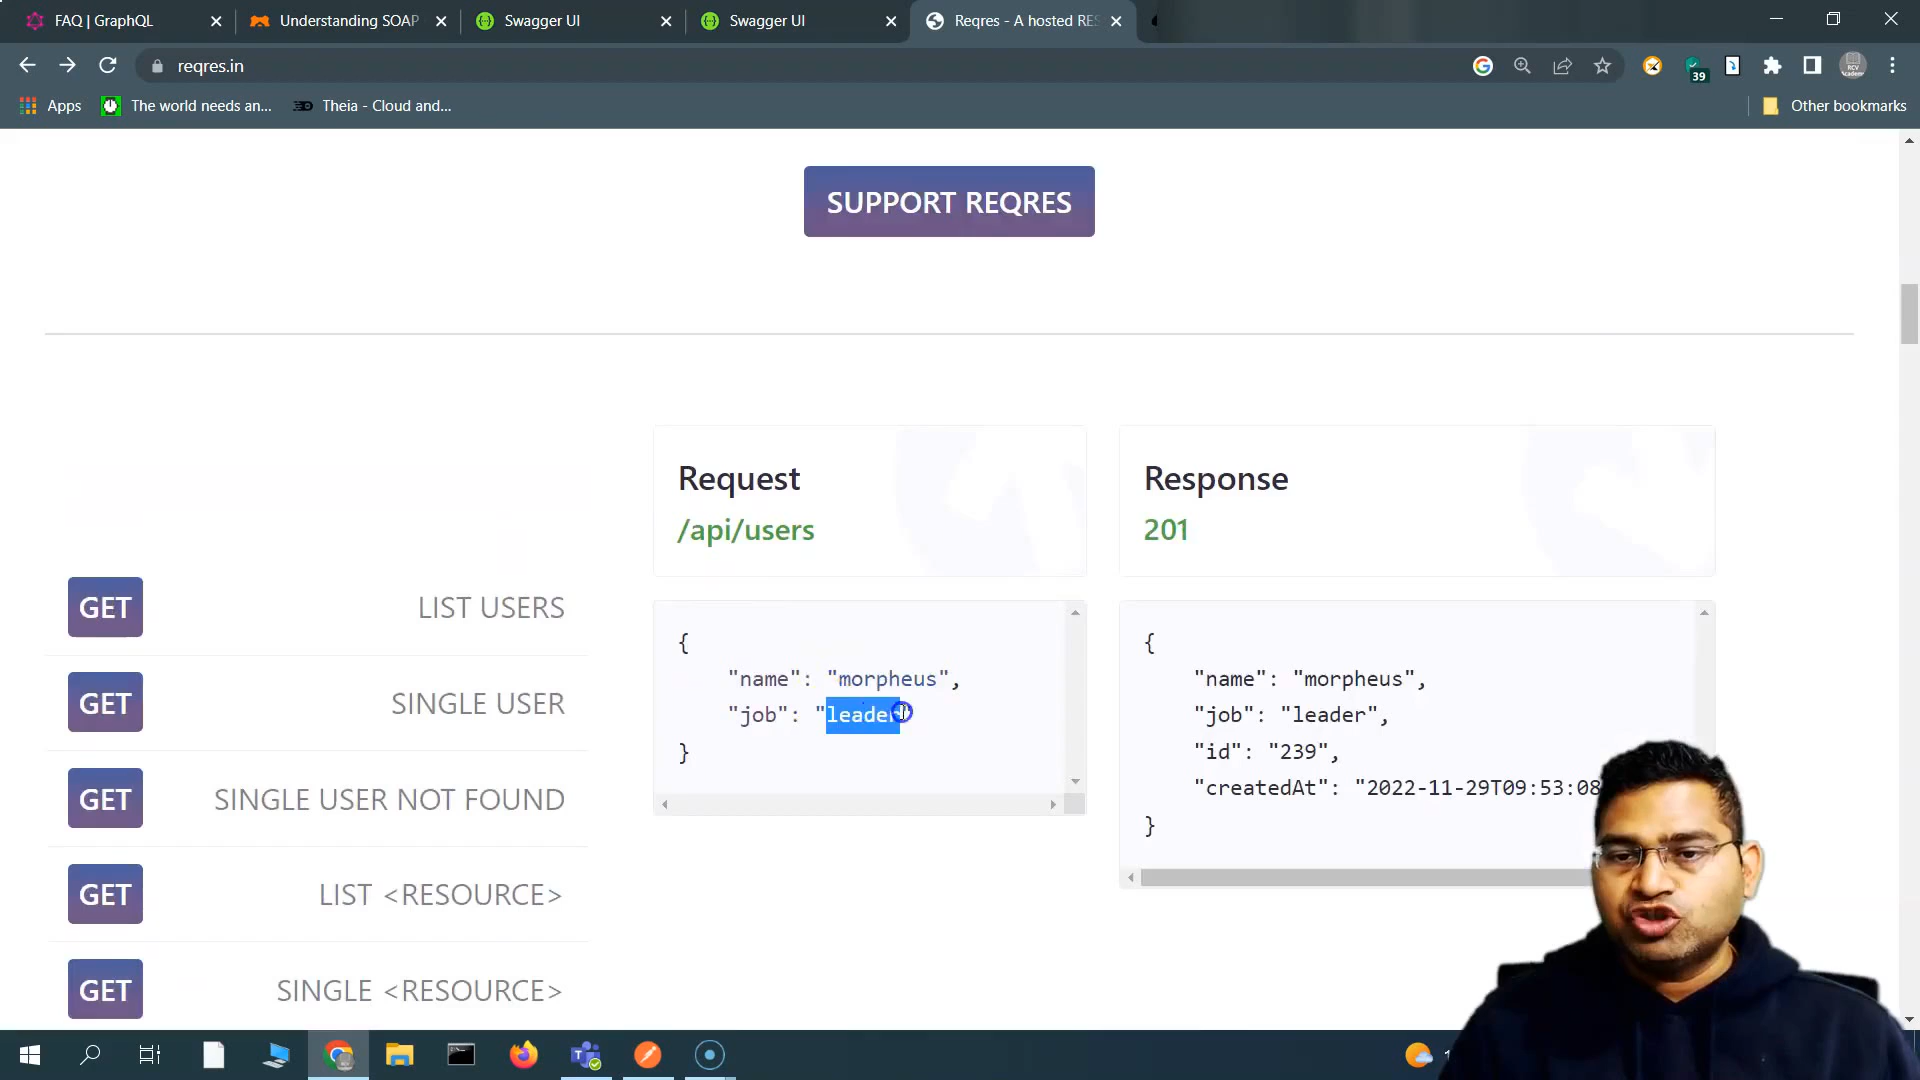 FAQ | GraphQL
Understanding SOAP
Swagger UI
Swagger UI
Reqres - A hosted RES
reqres.in
39
Apps
The world needs an...
Theia - Cloud and...
Other bookmarks
SUPPORT REQRES
Request
/api/users
{
"name": "morpheus",
"job": "leader"
}
Response
201
{
"name": "morpheus",
"job": "leader",
"id": "239",
"createdAt": "2022-11-29T09:53:08
}
GET LIST USERS
GET SINGLE USER
GET SINGLE USER NOT FOUND
GET LIST <RESOURCE>
GET SINGLE <RESOURCE>